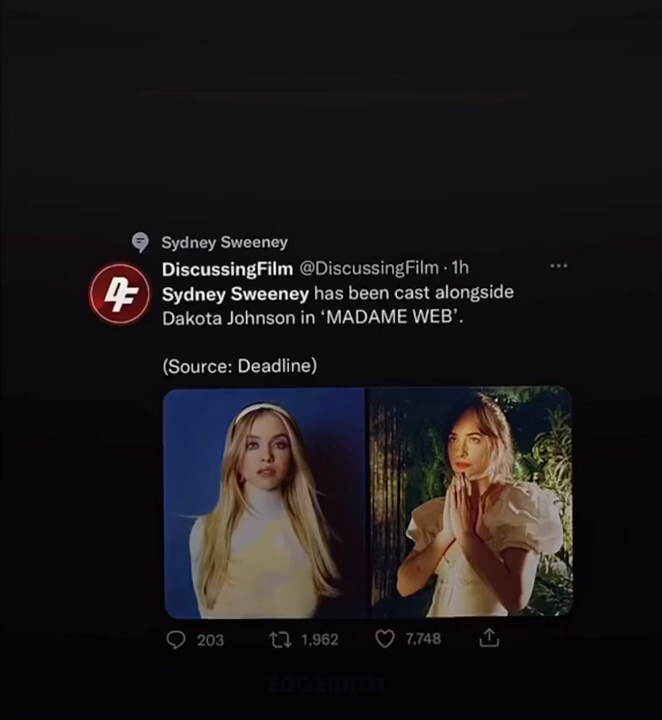 Sydney Sweeney
DiscussingFilm @DiscussingFilm · 1h
Sydney Sweeney has been cast alongside
Dakota Johnson in ‘MADAME WEB’.
(Source: Deadline)
203 1,962 7,748